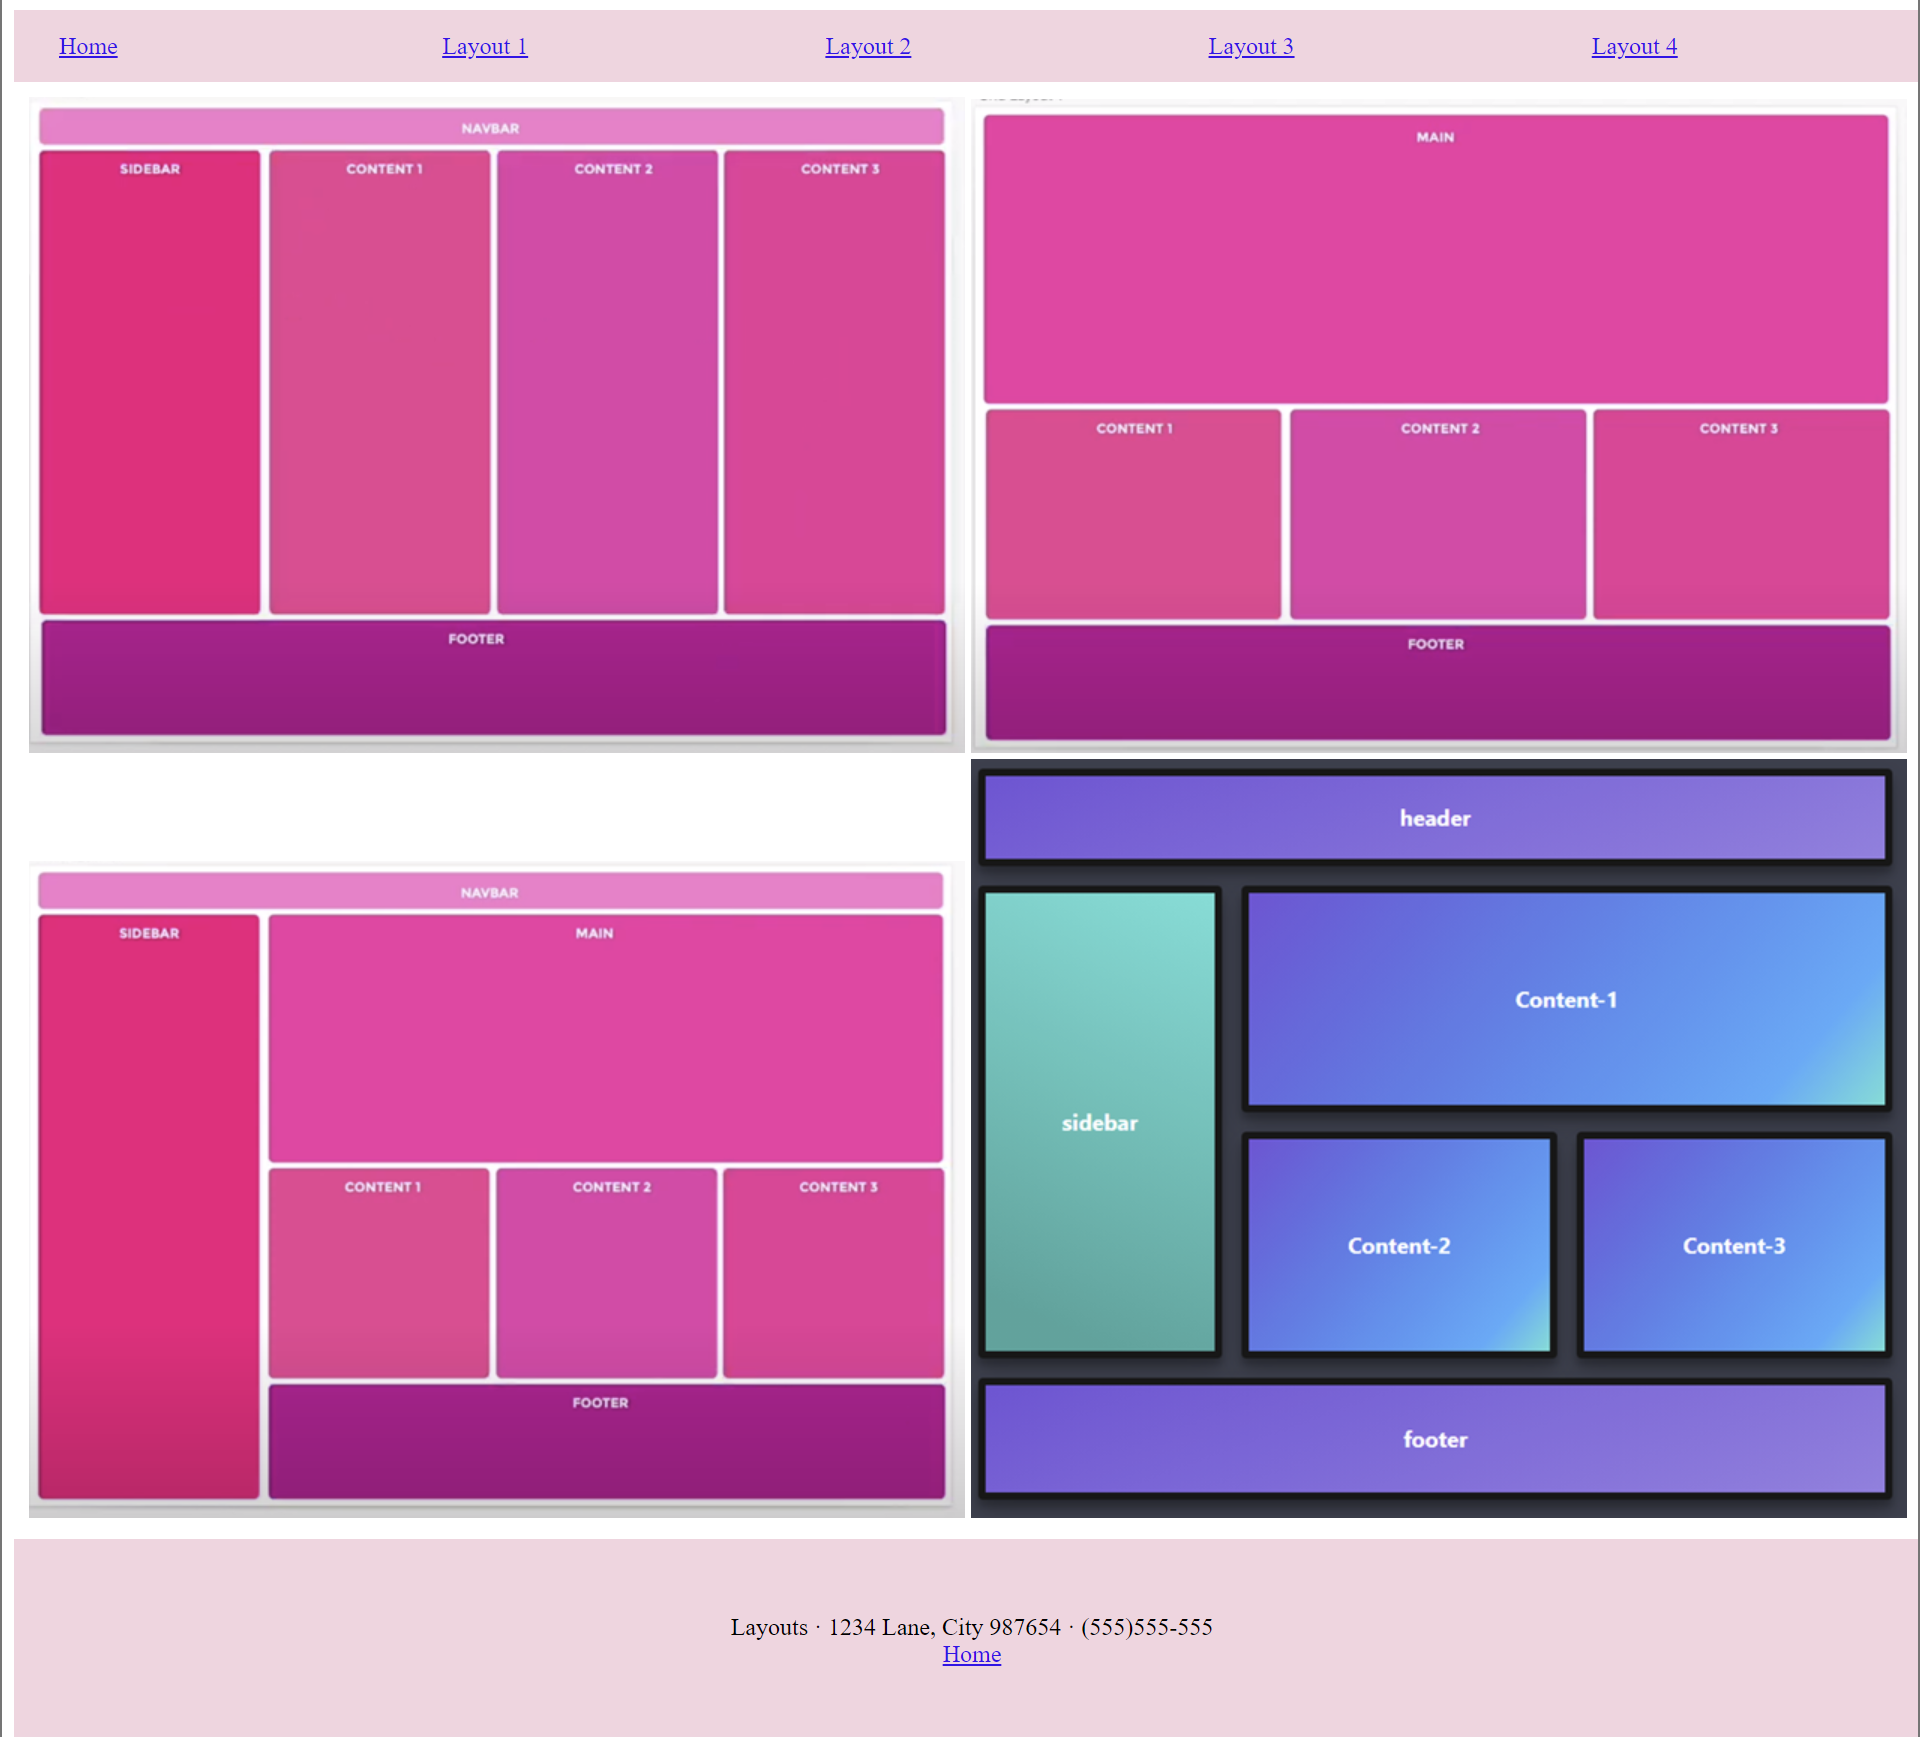 Home Layout 1 Layout 2 Layout 3 Layout 4
NAVBAR
SIDEBAR CONTENT 1 CONTENT 2 CONTENT 3
FOOTER
MAIN
CONTENT 1 CONTENT 2 CONTENT 3
FOOTER
NAVBAR
SIDEBAR MAIN
CONTENT 1 CONTENT 2 CONTENT 3
FOOTER
header
Content-1
sidebar
Content-2 Content-3
footer
Layouts · 1234 Lane, City 987654 · (555)555-555
Home